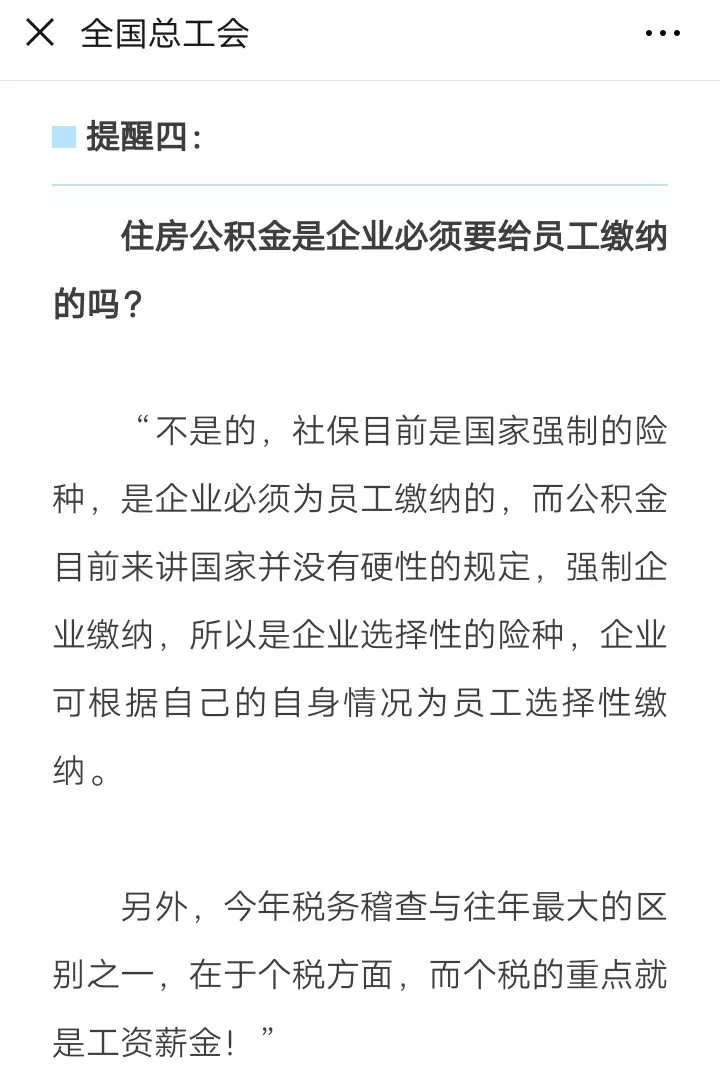 全国总工会
提醒四：
住房公积金是企业必须要给员工缴纳
的吗？
“不是的，社保目前是国家强制的险
种，是企业必须为员工缴纳的，而公积金
目前来讲国家并没有硬性的规定，强制企
业缴纳，所以是企业选择性的险种，企业
可根据自己的自身情况为员工选择性缴
纳。
另外，今年税务稽查与往年最大的区
别之一，在于个税方面，而个税的重点就
是工资薪金！”